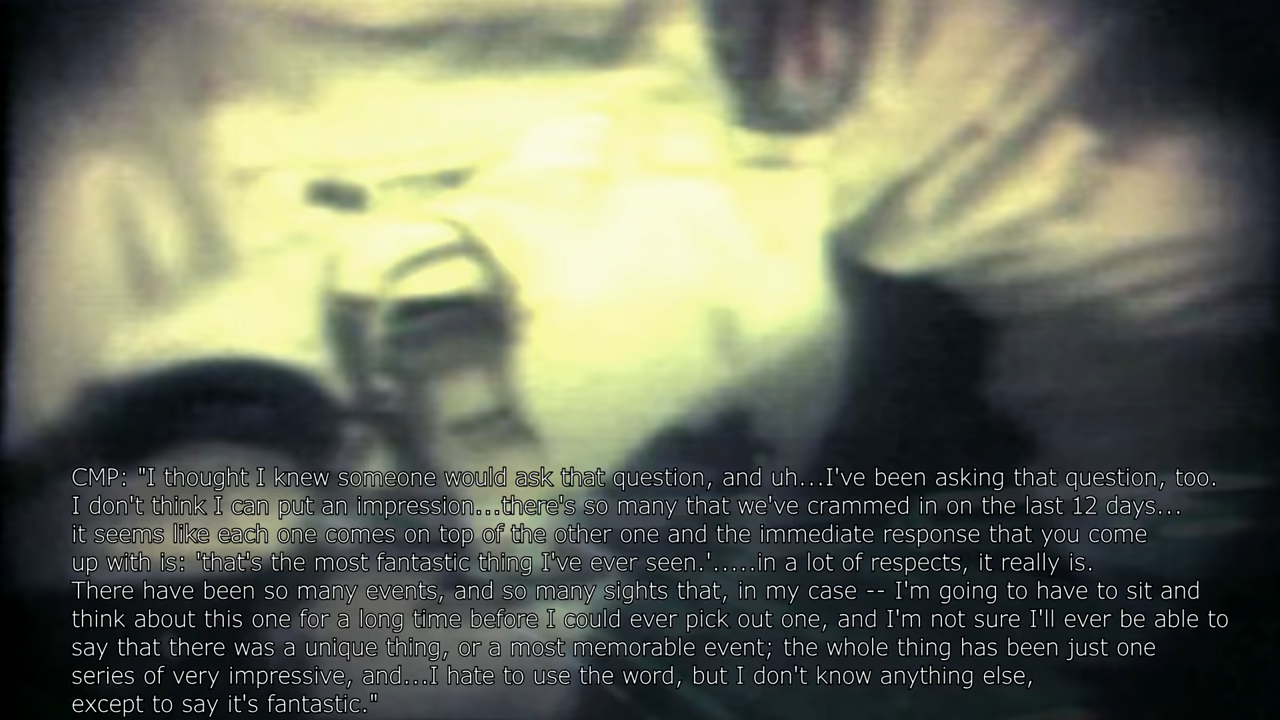 CMP: "I thought I knew someone would ask that question, and uh...I've been asking that question, too.
I don't think I can put an impression...there's so many that we've crammed in on the last 12 days...
it seems like each one comes on top of the other one and the immediate response that you come
up with is: 'that's the most fantastic thing I've ever seen.'.....in a lot of respects, it really is.
There have been so many events, and so many sights that, in my case -- I'm going to have to sit and
think about this one for a long time before I could ever pick out one, and I'm not sure I'll ever be able to
say that there was a unique thing, or a most memorable event; the whole thing has been just one
series of very impressive, and...I hate to use the word, but I don't know anything else,
except to say it's fantastic."